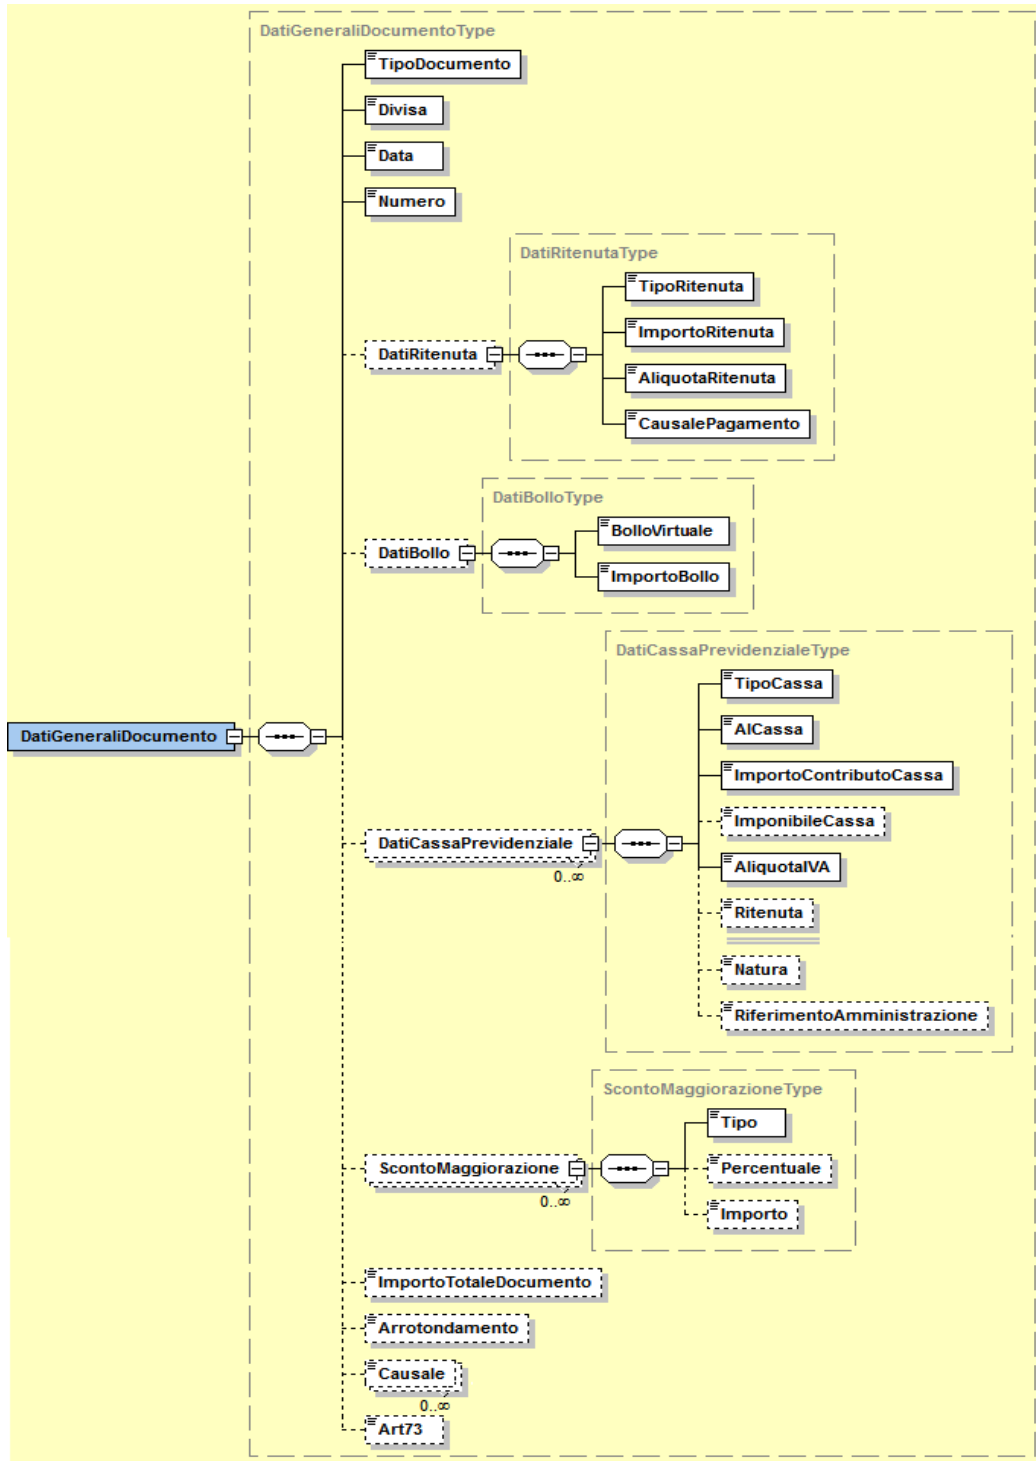 DatiGeneraliDocumentoType
TipoDocumento
Divisa
Data
Numero
DatiRitenutaType
TipoRitenuta
ImportoRitenuta
DatiRitenuta
AliquotaRitenuta
CausalePagamento
DatiBolloType
BolloVirtuale
DatiBollo
ImportoBollo
DatiCassaPrevidenzialeType
TipoCassa
AlCassa
DatiGeneraliDocumento
ImportoContributoCassa
ImponibileCassa
DatiCassaPrevidenziale
0..∞
AliquotaIVA
Ritenuta
Natura
RiferimentoAmministrazione
ScontoMaggiorazioneType
Tipo
ScontoMaggiorazione
0..∞
Percentuale
Importo
ImportoTotaleDocumento
Arrotondamento
Causale
0..∞
Art73